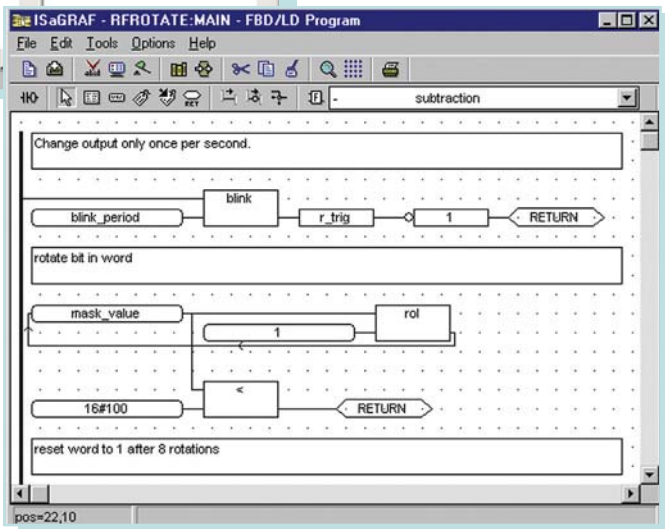 ISaGRAF - RFROTATE:MAIN - FBD/LD Program
File Edit Tools Options Help
- subtraction
Change output only once per second.
blink
blink_period r_trig 1 RETURN
rotate bit in word
mask_value rol
1
<
16#100 RETURN
reset word to 1 after 8 rotations
pos=22,10